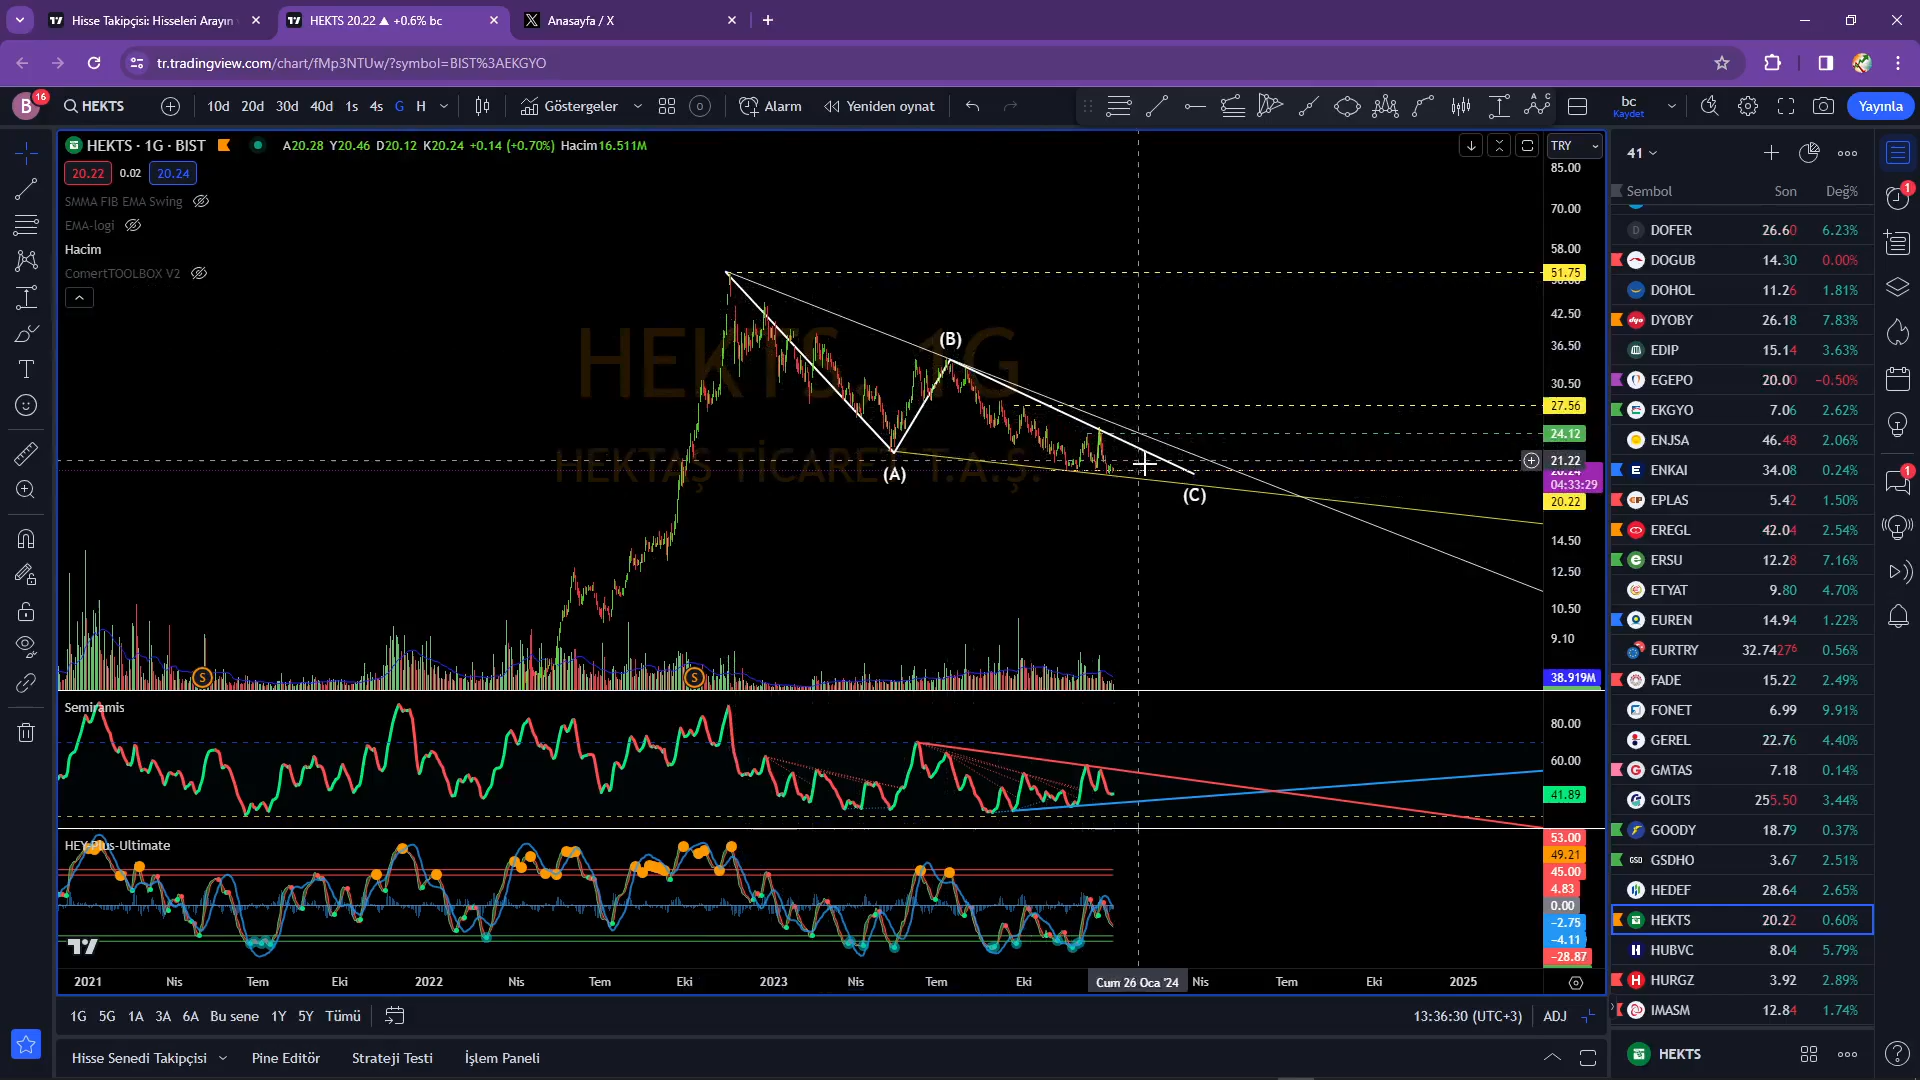 Hisse Takipçisi: Hisseleri Arayın
HEKTS 20.22 ▲ +0.6% bc
Anasayfa / X
tr.tradingview.com/chart/fMp3NTUw/?symbol=BIST%3AEKGYO
B 16
HEKTS
10d 20d 30d 40d 1s 4s G H
Göstergeler
Alarm
Yeniden oynat
bc
Kaydet
Yayınla
HEKTS · 1G · BIST
A20.28 Y20.46 D20.12 K20.24 +0.14 (+0.70%) Hacim16.511M
20.22 0.02 20.24
SMMA FIB EMA Swing
EMA-logi
Hacim
ComertTOOLBOX V2
HEKTS, 1G
HEKTAŞ TİCARET T.A.Ş.
(A)
(B)
(C)
TRY
85.00
70.00
58.00
51.75
42.50
36.50
30.50
27.56
24.12
21.22
04:33:29
20.22
14.50
12.50
10.50
9.10
38.919M
S
S
Semiramis
80.00
60.00
41.89
HEY-Plus-Ultimate
53.00
49.21
45.00
4.83
0.00
−2.75
−4.11
−28.87
2021 Nis Tem Eki 2022 Nis Tem Eki 2023 Nis Tem Eki Cum 26 Oca '24 Nis Tem Eki 2025
1G 5G 1A 3A 6A Bu sene 1Y 5Y Tümü
13:36:30 (UTC+3) ADJ
Hisse Senedi Takipçisi Pine Editör Strateji Testi İşlem Paneli
41
Sembol Son Değ%
DOFER 26.60 6.23%
DOGUB 14.30 0.00%
DOHOL 11.26 1.81%
DYOBY 26.18 7.83%
EDIP 15.14 3.63%
EGEPO 20.00 −0.50%
EKGYO 7.06 2.62%
ENJSA 46.48 2.06%
ENKAI 34.08 0.24%
EPLAS 5.42 1.50%
EREGL 42.04 2.54%
ERSU 12.28 7.16%
ETYAT 9.80 4.70%
EUREN 14.94 1.22%
EURTRY 32.7427⁶ 0.56%
FADE 15.22 2.49%
FONET 6.99 9.91%
GEREL 22.76 4.40%
GMTAS 7.18 0.14%
GOLTS 255.50 3.44%
GOODY 18.79 0.37%
GSDHO 3.67 2.51%
HEDEF 28.64 2.65%
HEKTS 20.22 0.60%
HUBVC 8.04 5.79%
HURGZ 3.92 2.89%
IMASM 12.84 1.74%
HEKTS
1
1